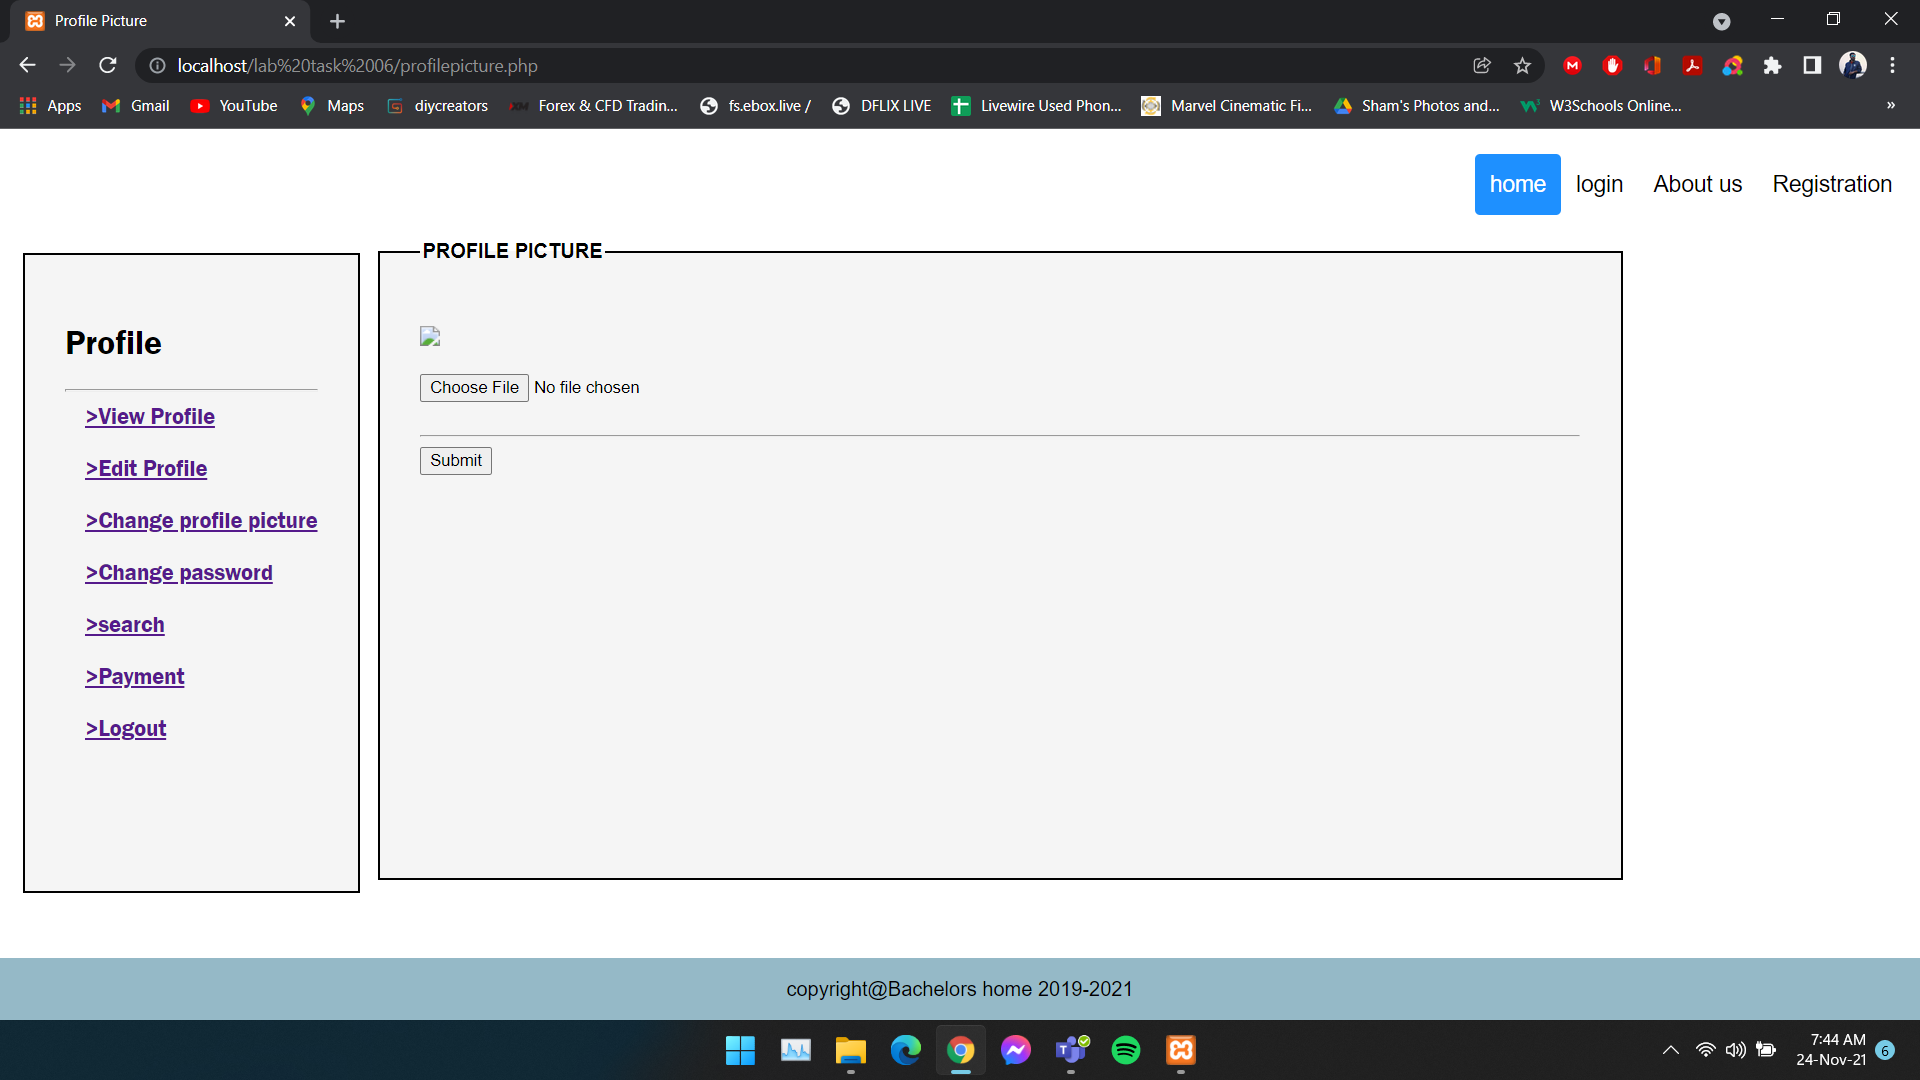 Profile Picture
localhost/lab%20task%2006/profilepicture.php
Apps Gmail YouTube Maps diycreators Forex & CFD Tradin... fs.ebox.live / DFLIX LIVE Livewire Used Phon... Marvel Cinematic Fi... Sham's Photos and... W3Schools Online... »
home login About us Registration
PROFILE PICTURE
Profile
>View Profile
>Edit Profile
>Change profile picture
>Change password
>search
>Payment
>Logout
Choose File No file chosen
Submit
copyright@Bachelors home 2019-2021
7:44 AM
24-Nov-21 6